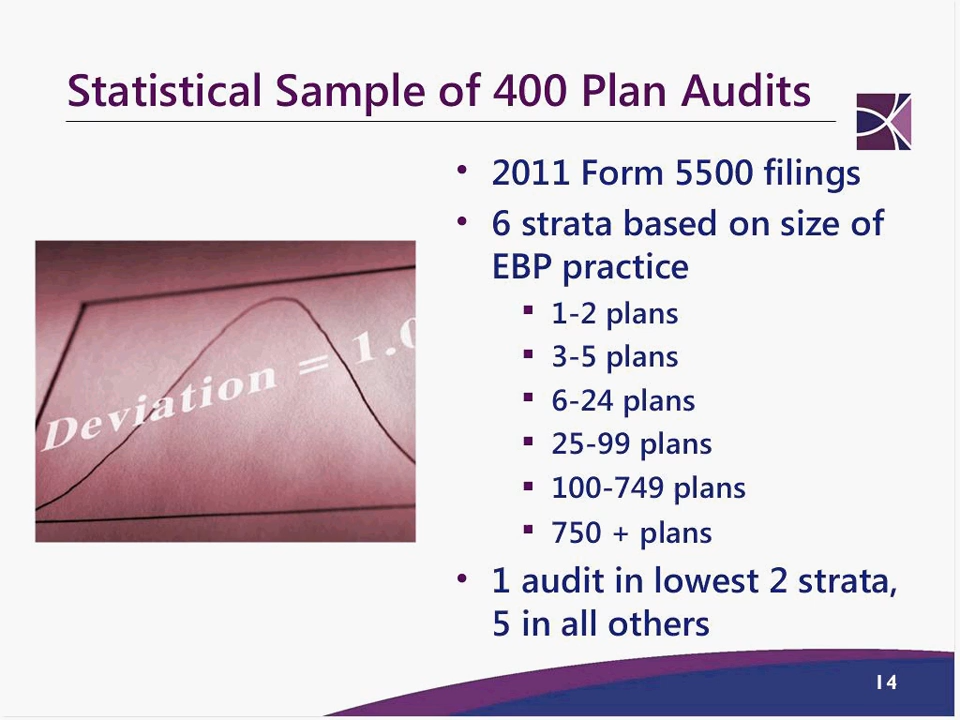 Statistical Sample of 400 Plan Audits
• 2011 Form 5500 filings
• 6 strata based on size of
EBP practice
▪ 1-2 plans
▪ 3-5 plans
▪ 6-24 plans
▪ 25-99 plans
▪ 100-749 plans
▪ 750 + plans
• 1 audit in lowest 2 strata,
5 in all others
Deviation = 1.0
14